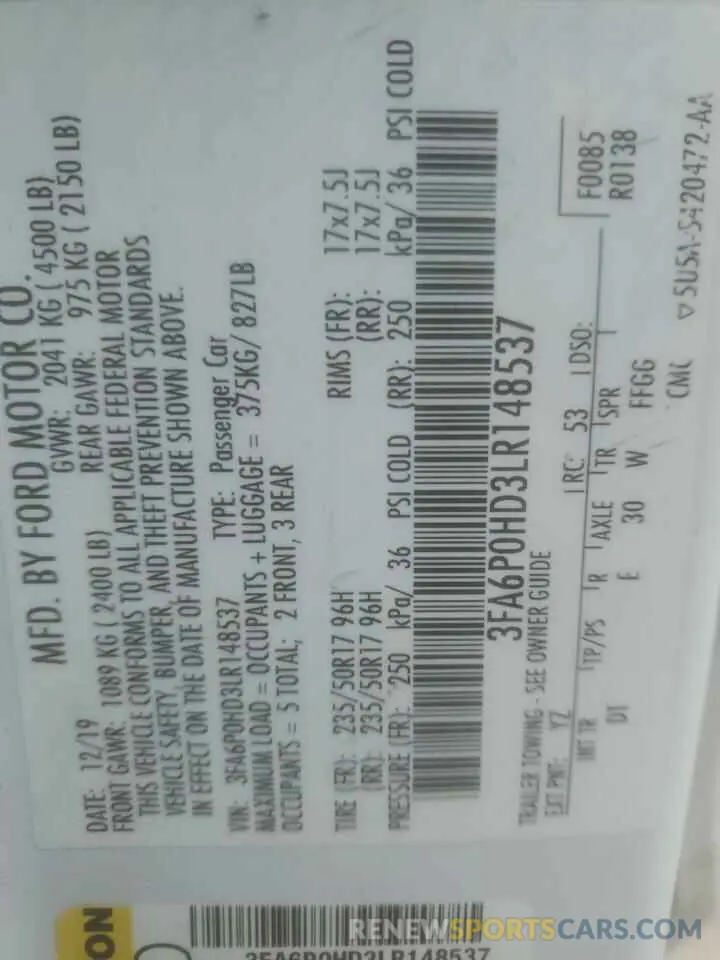 MFD. BY FORD MOTOR CO.
DATE: 12/19 GVWR: 2041 KG ( 4500 LB)
FRONT GAWR: 1089 KG ( 2400 LB) REAR GAWR: 975 KG ( 2150 LB)
THIS VEHICLE CONFORMS TO ALL APPLICABLE FEDERAL MOTOR
VEHICLE SAFETY, BUMPER, AND THEFT PREVENTION STANDARDS
IN EFFECT ON THE DATE OF MANUFACTURE SHOWN ABOVE.
VIN: 3FA6P0HD3LR148537 TYPE: Passenger Car
MAXIMUM LOAD = OCCUPANTS + LUGGAGE = 375KG/ 827LB
OCCUPANTS = 5 TOTAL; 2 FRONT, 3 REAR
TIRE (FR): 235/50R17 96H RIMS (FR): 17x7.5J
(RR): 235/50R17 96H (RR): 17x7.5J
PRESSURE (FR): 250 kPa/ 36 PSI COLD (RR): 250 kPa/ 36 PSI COLD
3FA6P0HD3LR148537
TRAILER TOWING - SEE OWNER GUIDE
EXT PNT: YZ RC: 53 DSO: F0085
R0138
INT TR TP/PS R AXLE TR SPR
DT E 30 W FFGG
CMC ▽5USA-5420472-AA
ON
3FA6P0HD3LR148537
RENEWSPORTSCARS.COM